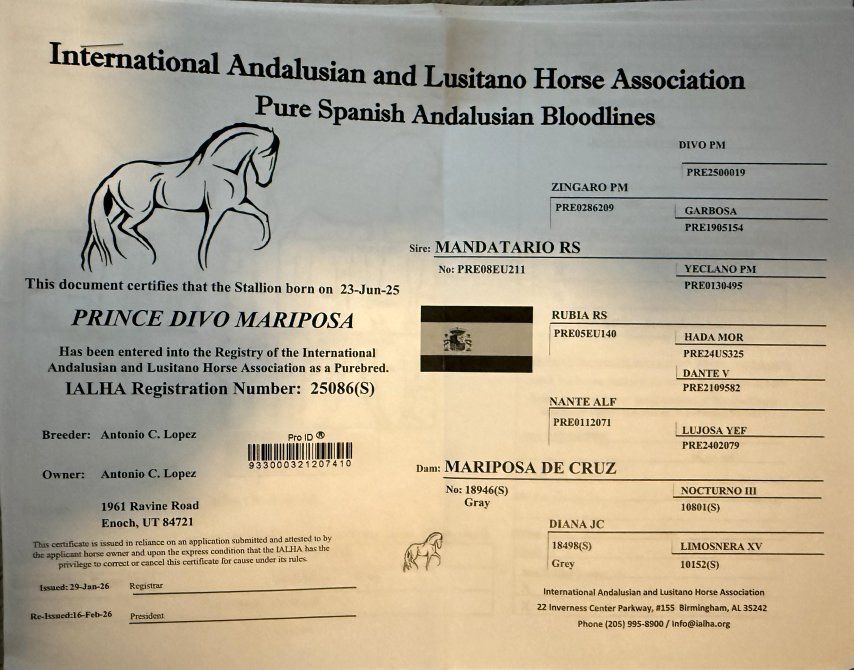 International Andalusian and Lusitano Horse Association
Pure Spanish Andalusian Bloodlines
This document certifies that the Stallion born on 23-Jun-25
PRINCE DIVO MARIPOSA
Has been entered into the Registry of the International
Andalusian and Lusitano Horse Association as a Purebred.
IALHA Registration Number: 25086(S)
Breeder: Antonio C. Lopez
Pro ID ®
933000321207410
Owner: Antonio C. Lopez
1961 Ravine Road
Enoch, UT 84721
This certificate is issued in reliance on an application submitted and attested to by
the applicant horse owner and upon the express condition that the IALHA has the
privilege to correct or cancel this certificate for cause under its rules.
Issued: 29-Jan-26 Registrar
Re-Issued:16-Feb-26 President
DIVO PM
PRE2500019
ZINGARO PM
PRE0286209
GARBOSA
PRE1905154
Sire: MANDATARIO RS
No: PRE08EU211
YECLANO PM
PRE0130495
RUBIA RS
PRE05EU140
HADA MOR
PRE24US325
DANTE V
PRE2109582
NANTE ALF
PRE0112071
LUJOSA YEF
PRE2402079
Dam: MARIPOSA DE CRUZ
No: 18946(S)
Gray
NOCTURNO III
10801(S)
DIANA JC
18498(S)
Grey
LIMOSNERA XV
10152(S)
International Andalusian and Lusitano Horse Association
22 Inverness Center Parkway, #155 Birmingham, AL 35242
Phone (205) 995-8900 / info@ialha.org